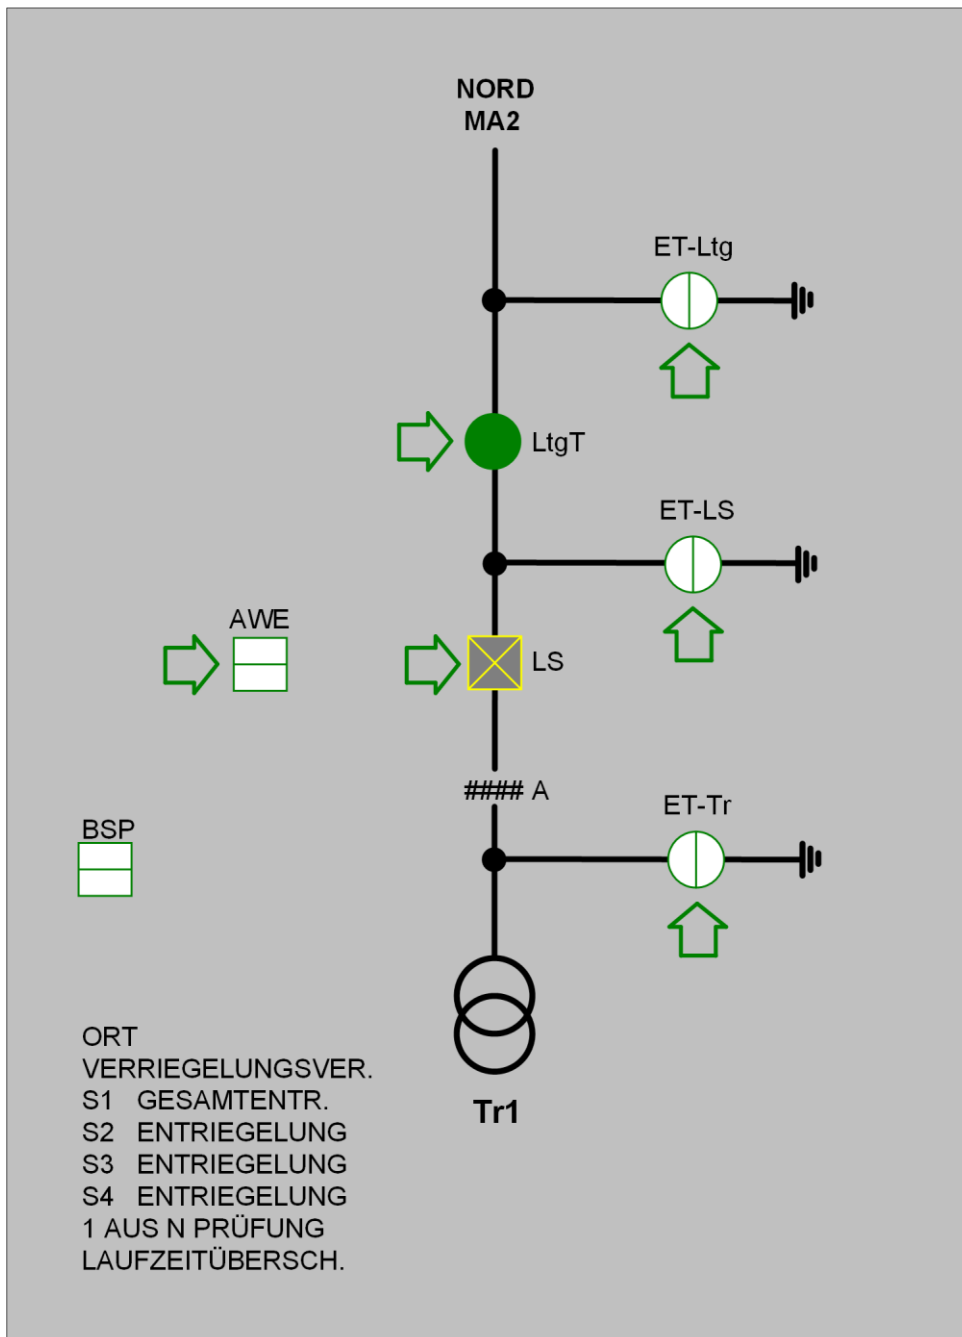 NORD
MA2
ET-Ltg
LtgT
ET-LS
AWE
LS
#### A
ET-Tr
BSP
ORT
VERRIEGELUNGSVER.
S1 GESAMTENTR.
S2 ENTRIEGELUNG
S3 ENTRIEGELUNG
S4 ENTRIEGELUNG
1 AUS N PRÜFUNG
LAUFZEITÜBERSCH.
Tr1